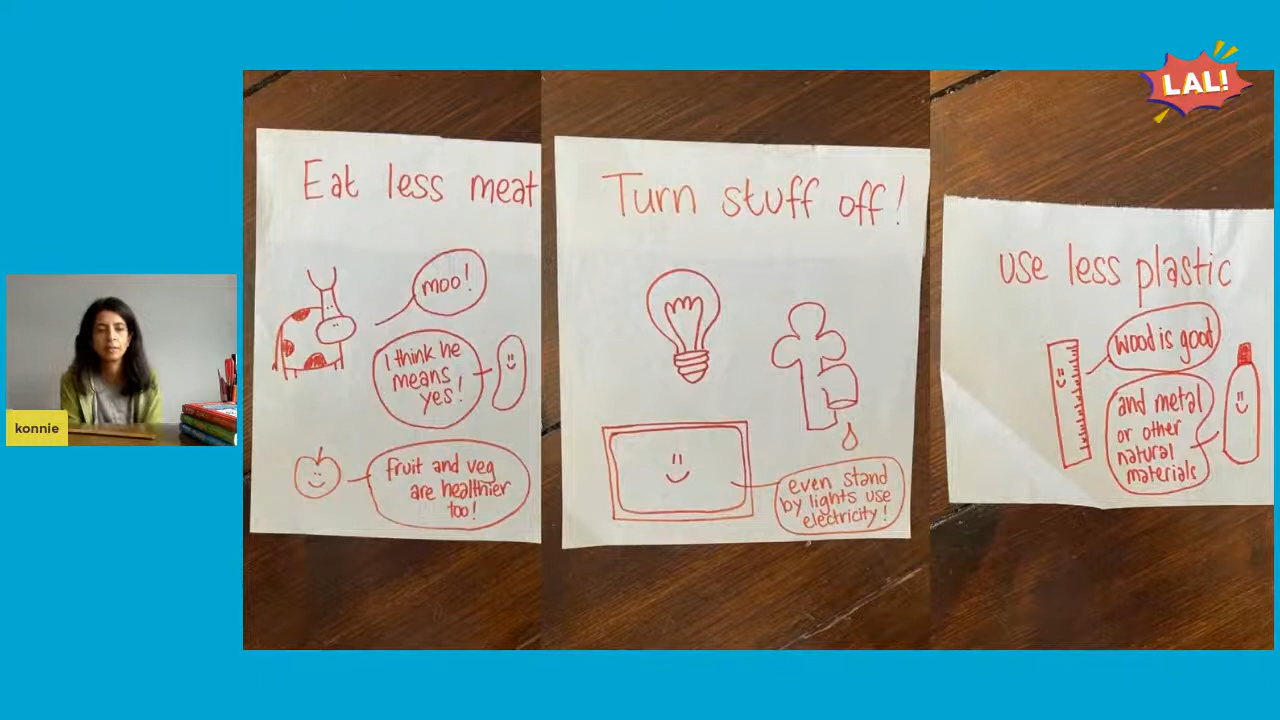 LAL!
konnie
Eat less meat
moo!
I think he
means
yes!
fruit and veg
are healthier
too!
Turn stuff off!
even stand
by lights use
electricity!
use less plastic
wood is good
and metal
or other
natural
materials